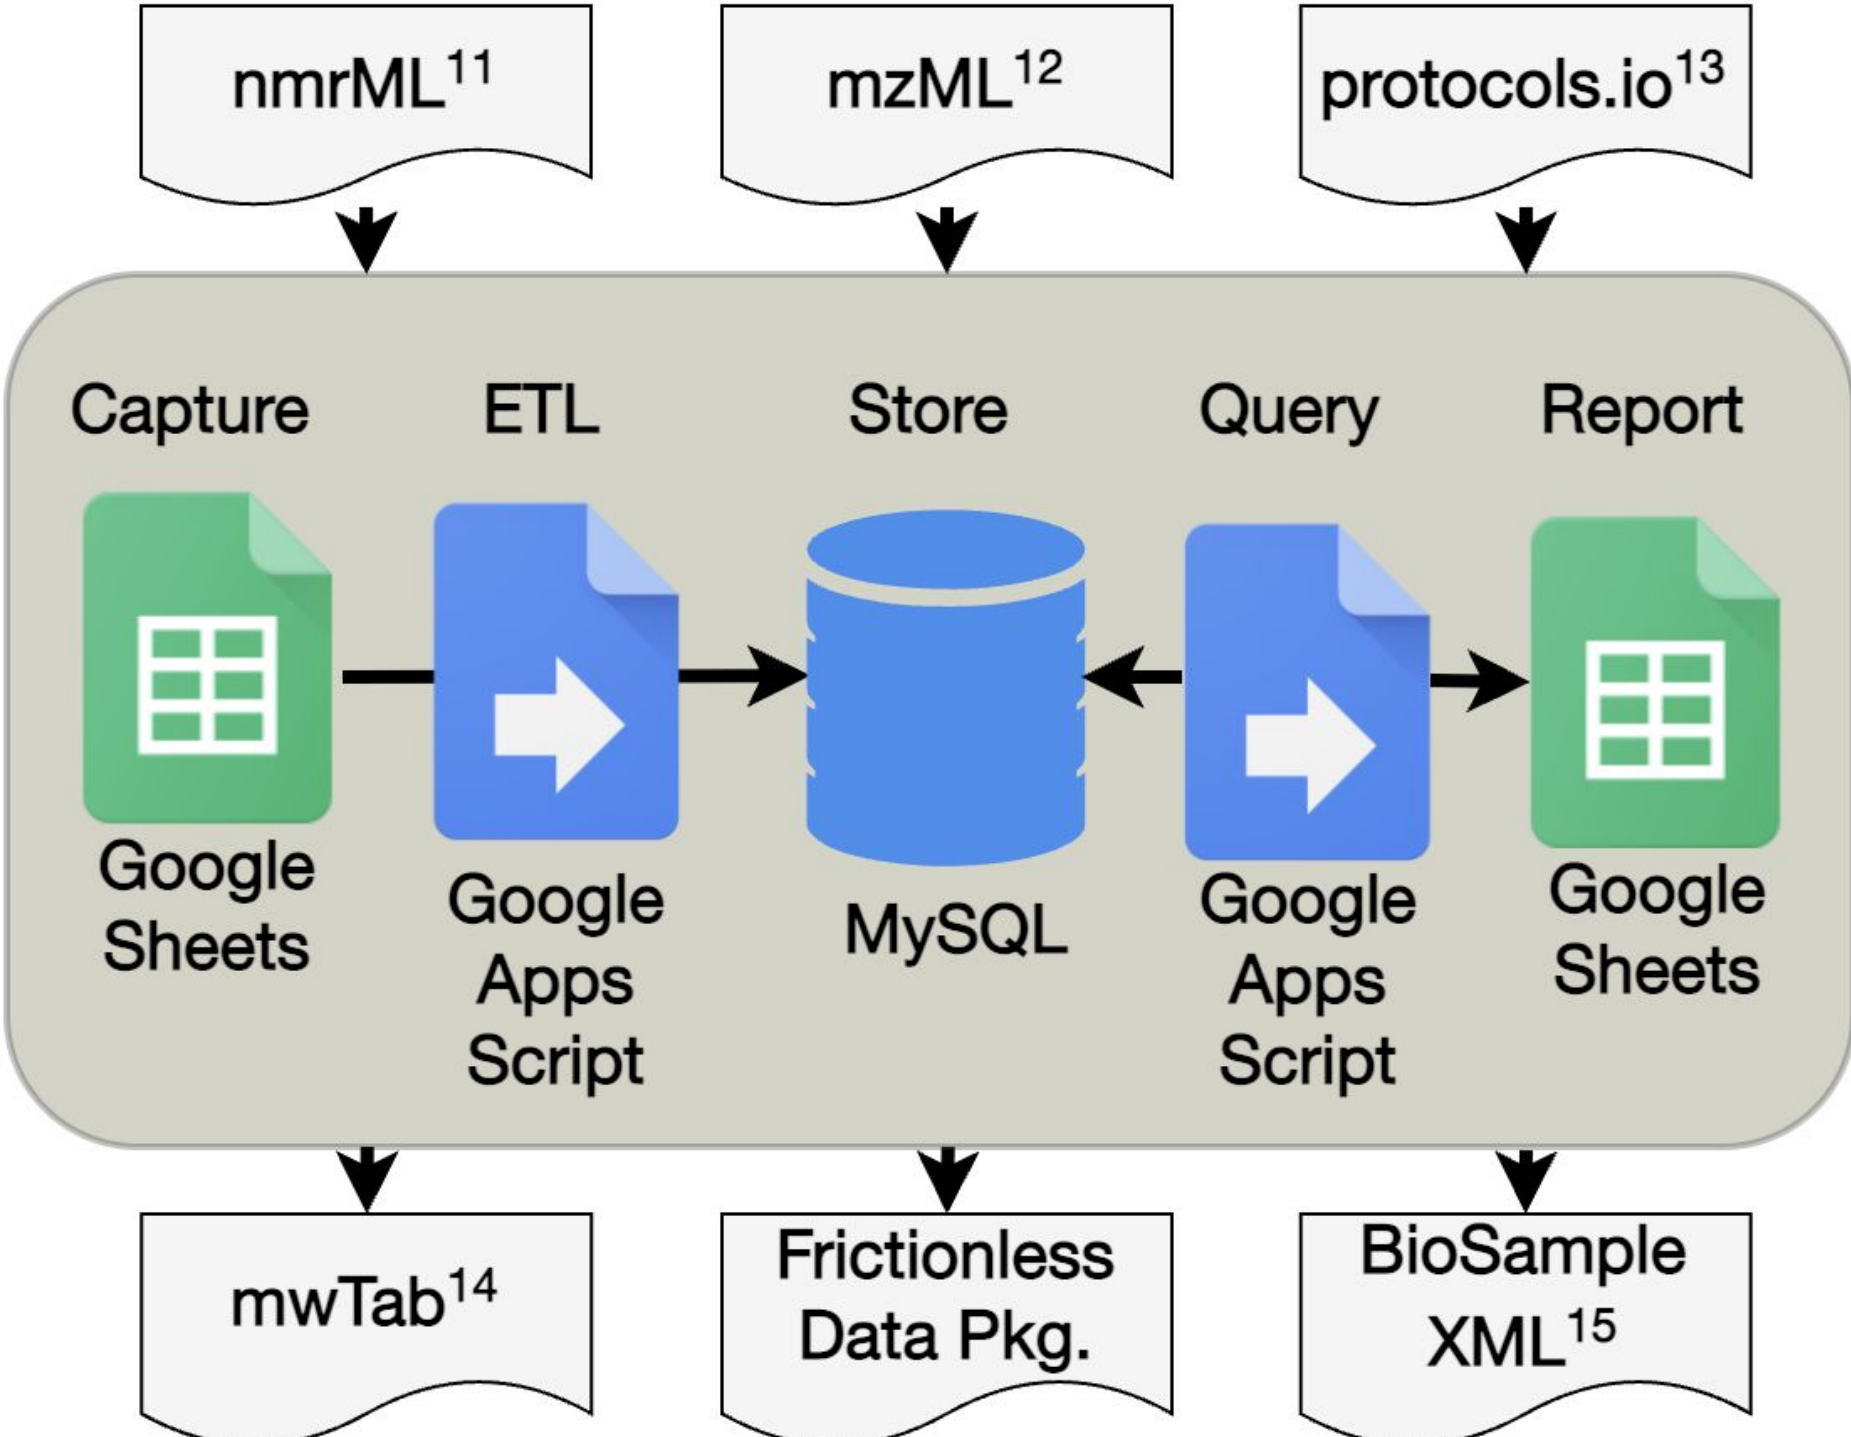 nmrML¹¹
mzML¹²
protocols.io¹³
Capture
ETL
Store
Query
Report
Google
Sheets
Google
Apps
Script
MySQL
Google
Apps
Script
Google
Sheets
mwTab¹⁴
Frictionless
Data Pkg.
BioSample
XML¹⁵